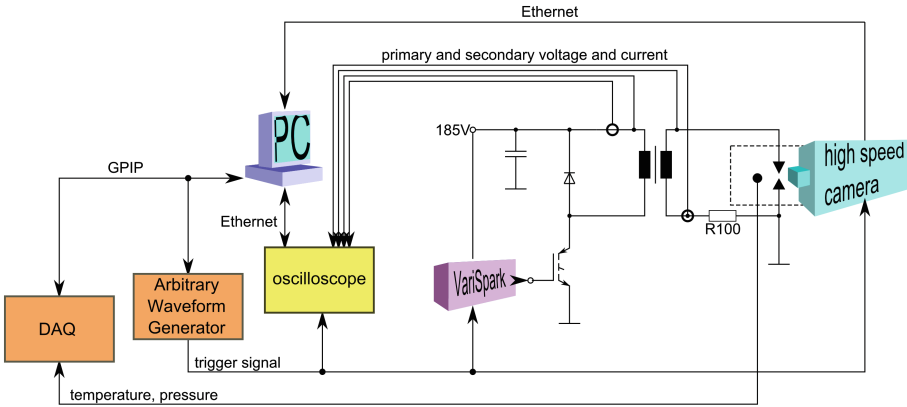 Ethernet
primary and secondary voltage and current
PC
185V
high speed
camera
GPIP
Ethernet
R100
oscilloscope
VariSpark
Arbitrary
Waveform
Generator
DAQ
trigger signal
temperature, pressure